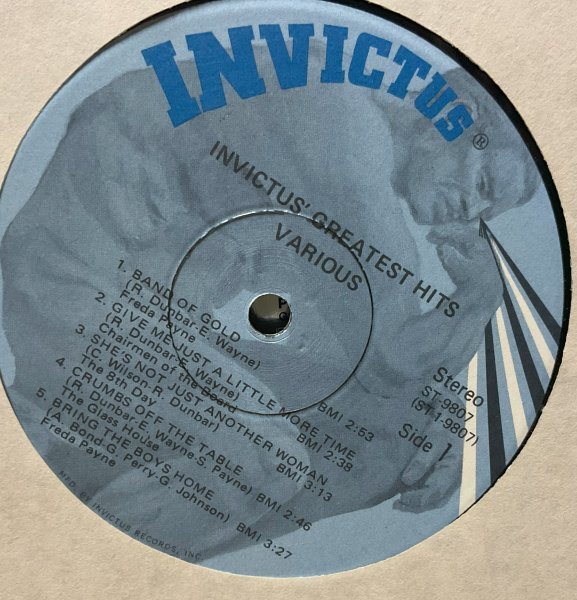 INVICTUS®
INVICTUS' GREATEST HITS
VARIOUS
Stereo
ST-9807
(ST1-9807)
Side 1
1. BAND OF GOLD
(R. Dunbar-E. Wayne) BMI 2:53
Freda Payne
2. GIVE ME JUST A LITTLE MORE TIME
(R. Dunbar-E. Wayne) BMI 2:38
Chairmen of the Board
3. SHE'S NOT JUST ANOTHER WOMAN
(C. Wilson-R. Dunbar) BMI 3:13
The 8th Day
4. CRUMBS OFF THE TABLE
(R. Dunbar-E. Wayne-S. Payne) BMI 2:46
The Glass House
5. BRING THE BOYS HOME
(A. Bond-G. Perry-G. Johnson) BMI 3:27
Freda Payne
MFD. BY INVICTUS RECORDS, INC.